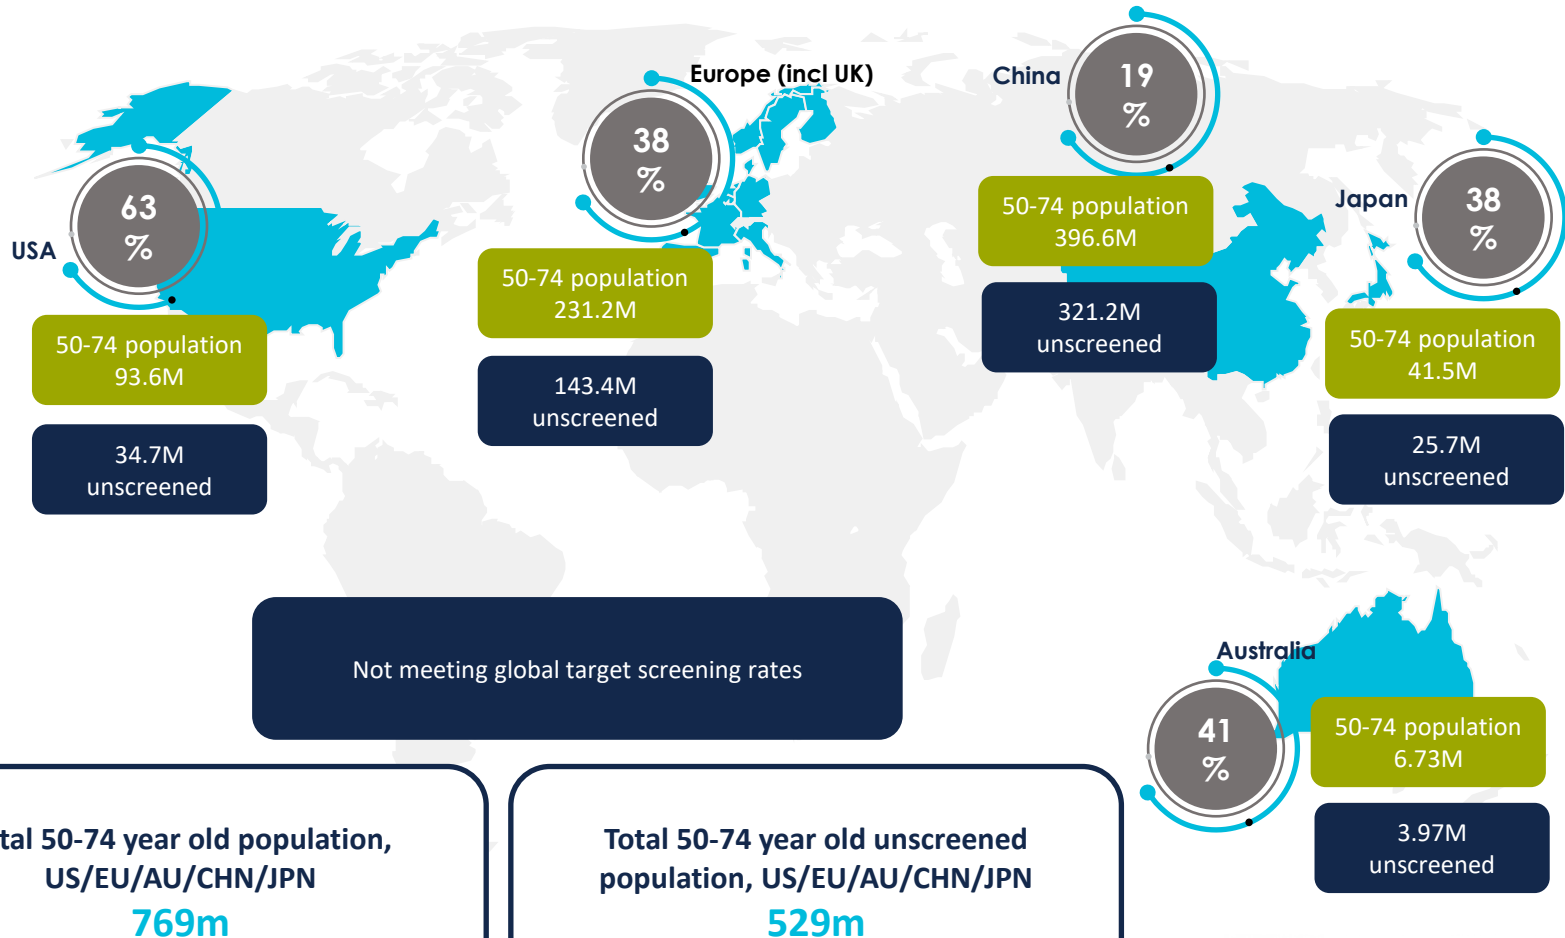 Europe (incl UK)
38
%
50-74 population
231.2M
143.4M
unscreened
China
19
%
50-74 population
396.6M
321.2M
unscreened
Japan
38
%
50-74 population
41.5M
25.7M
unscreened
USA
63
%
50-74 population
93.6M
34.7M
unscreened
Not meeting global target screening rates
Australia
41
%
50-74 population
6.73M
3.97M
unscreened
tal 50-74 year old population,
US/EU/AU/CHN/JPN
769m
Total 50-74 year old unscreened
population, US/EU/AU/CHN/JPN
529m